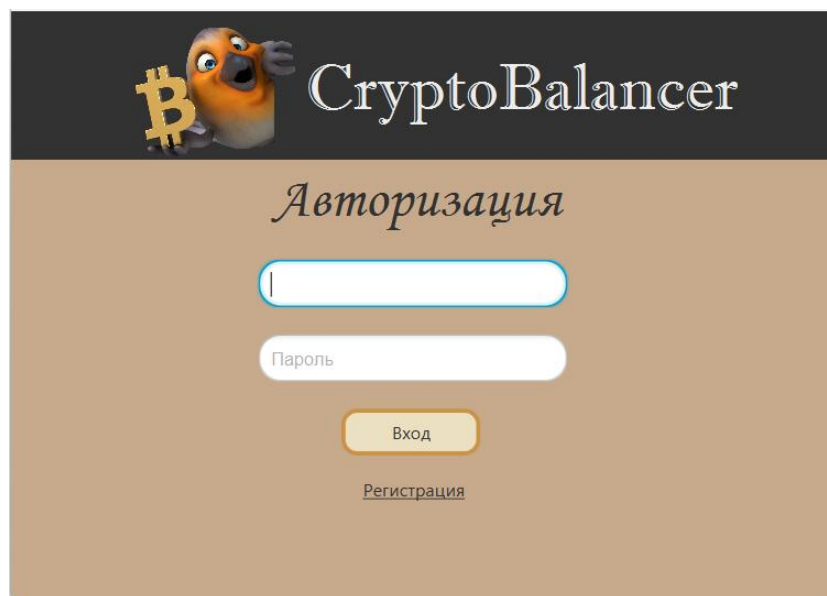 CryptoBalancer
Авторизация
Пароль
Вход
Регистрация